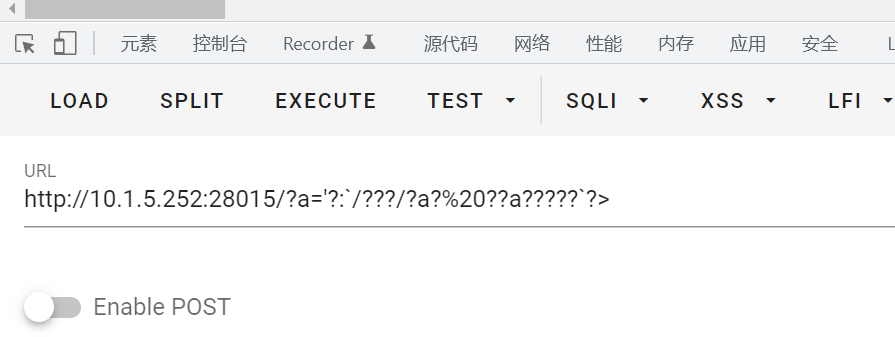 元素 控制台 Recorder 源代码 网络 性能 内存 应用 安全 L
LOAD SPLIT EXECUTE TEST SQLI XSS LFI
URL
http://10.1.5.252:28015/?a='?:`/???/?a?%20??a?????`?>
Enable POST